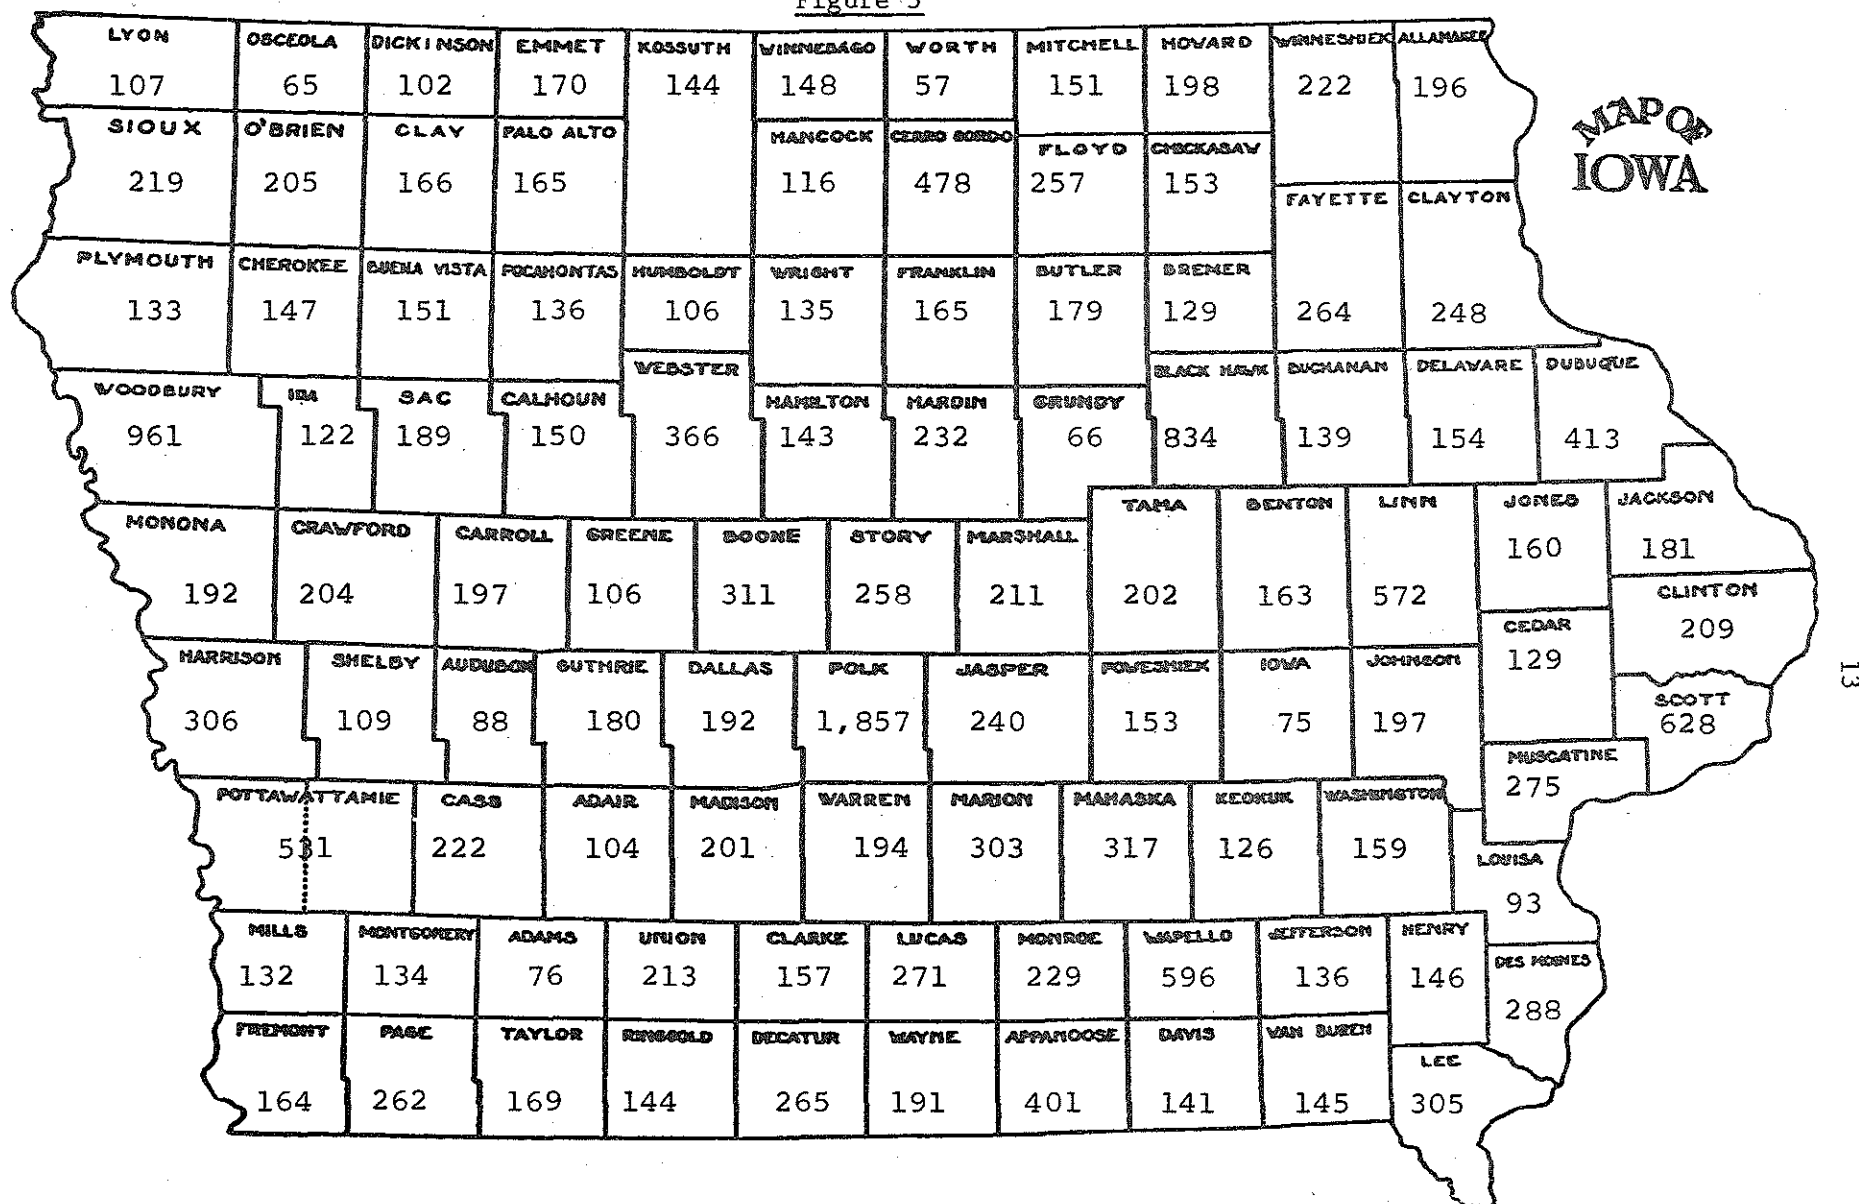 Figure 5
LYON OSCEOLA DICKINSON EMMET KOSSUTH WINNEBAGO WORTH MITCHELL HOWARD WINNESHIEK ALLAMAKEE
107 65 102 170 144 148 57 151 198 222 196
MAP OF
IOWA
SIOUX O'BRIEN CLAY PALO ALTO HANCOCK CERRO GORDO FLOYD CHICKASAW
219 205 166 165 116 478 257 153
FAYETTE CLAYTON
PLYMOUTH CHEROKEE BUENA VISTA POCAHONTAS HUMBOLDT WRIGHT FRANKLIN BUTLER BREMER
133 147 151 136 106 135 165 179 129 264 248
WEBSTER BLACK HAWK BUCHANAN DELAWARE DUBUQUE
WOODBURY IDA SAC CALHOUN HAMILTON HARDIN GRUNDY
961 122 189 150 366 143 232 66 834 139 154 413
TAMA BENTON LINN JONES JACKSON
MONONA CRAWFORD CARROLL GREENE BOONE STORY MARSHALL
160 181
192 204 197 106 311 258 211 202 163 572
CLINTON
209
CEDAR
129
HARRISON SHELBY AUDUBON GUTHRIE DALLAS POLK JASPER POWESHIEK IOWA JOHNSON
306 109 88 180 192 1,857 240 153 75 197
SCOTT
628
13
MUSCATINE
275
POTTAWATTAMIE CASS ADAIR MADISON WARREN MARION MAHASKA KEOKUK WASHINGTON
531 222 104 201 194 303 317 126 159
LOUISA
93
MILLS MONTGOMERY ADAMS UNION CLARKE LUCAS MONROE WAPELLO JEFFERSON HENRY
132 134 76 213 157 271 229 596 136 146
DES MOINES
288
FREMONT PAGE TAYLOR RINGGOLD DECATUR WAYNE APPANOOSE DAVIS VAN BUREN
LEE
164 262 169 144 265 191 401 141 145 305